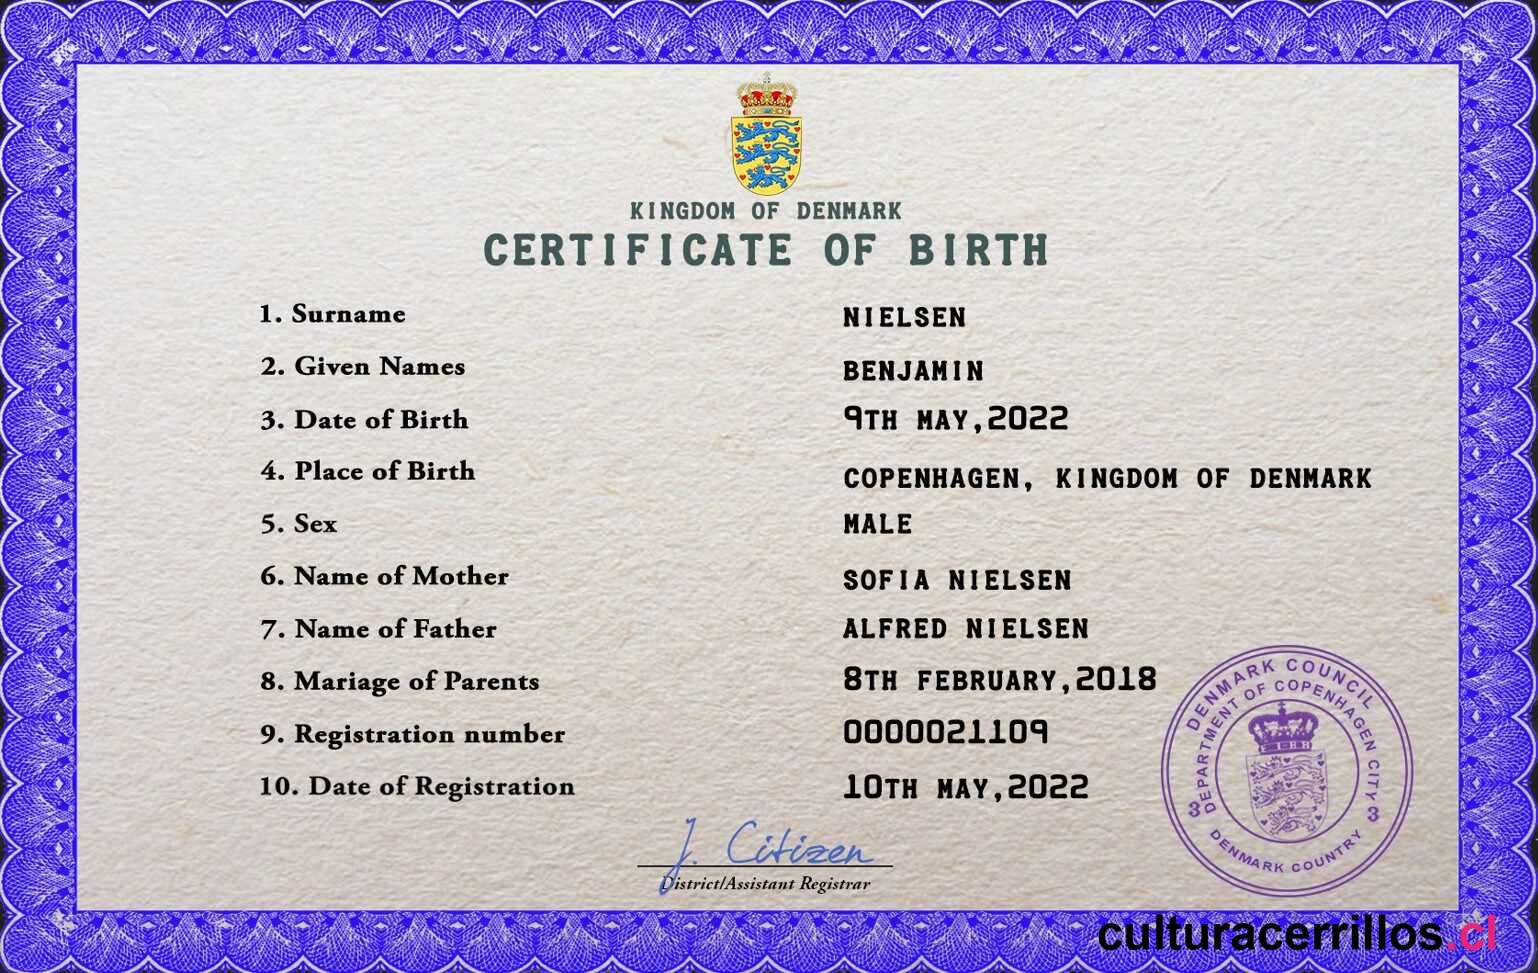 KINGDOM OF DENMARK
CERTIFICATE OF BIRTH
1. Surname NIELSEN
2. Given Names BENJAMIN
3. Date of Birth 9TH MAY,2022
4. Place of Birth COPENHAGEN, KINGDOM OF DENMARK
5. Sex MALE
6. Name of Mother SOFIA NIELSEN
7. Name of Father ALFRED NIELSEN
8. Mariage of Parents 8TH FEBRUARY,2018
9. Registration number 0000021109
10. Date of Registration 10TH MAY,2022
J. Citizen
District/Assistant Registrar
DENMARK COUNCIL
DEPARTMENT OF COPENHAGEN CITY
3 3
DENMARK COUNTRY
culturacerrillos.cl